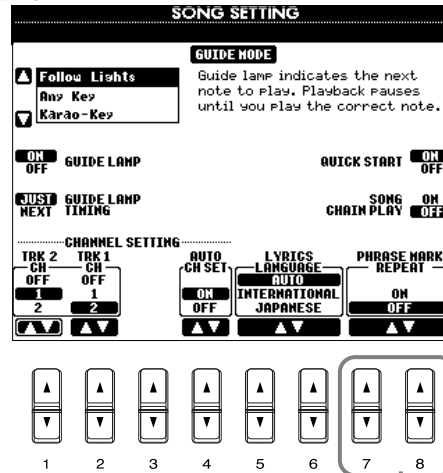 SONG SETTING
GUIDE MODE
Follow Lights
Any Key
Karao-Key
Guide lamp indicates the next
note to play. Playback pauses
until you play the correct note.
ON
OFF
GUIDE LAMP
QUICK START
ON
OFF
JUST
NEXT
GUIDE LAMP
TIMING
SONG
CHAIN PLAY
ON
OFF
CHANNEL SETTING
TRK 2
CH
OFF
1
2
TRK 1
CH
OFF
1
2
AUTO
CH SET
ON
OFF
LYRICS
LANGUAGE
AUTO
INTERNATIONAL
JAPANESE
PHRASE MARK
REPEAT
ON
OFF
1 2 3 4 5 6 7 8